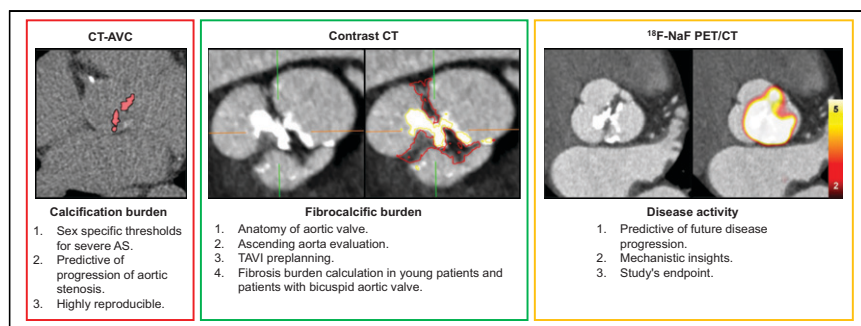 CT-AVC
Calcification burden
1. Sex specific thresholds
for severe AS.
2. Predictive of
progression of aortic
stenosis.
3. Highly reproducible.
Contrast CT
Fibrocalcific burden
1. Anatomy of aortic valve.
2. Ascending aorta evaluation.
3. TAVI preplanning.
4. Fibrosis burden calculation in young patients and
patients with bicuspid aortic valve.
¹⁸F-NaF PET/CT
5
2
Disease activity
1. Predictive of future disease
progression.
2. Mechanistic insights.
3. Study's endpoint.